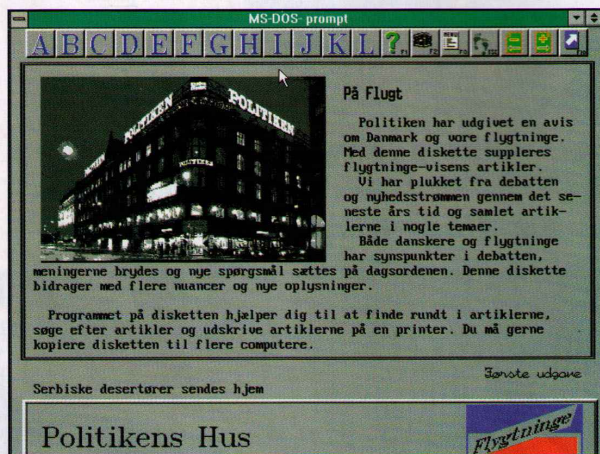 MS-DOS-prompt
A B C D E F G H I J K L ? F1 F2 MENU F3 ESC
POLITIKEN POLITIKEN
POLITIKEN
På Flugt
Politiken har udgivet en avis
om Danmark og vore flygtninge.
Med denne diskette suppleres
flygtninge-visens artikler.
Vi har plukket fra debatten
og nyhedsstrømmen gennem det se-
neste års tid og samlet artik-
lerne i nogle temaer.
Både danskere og flygtninge
har synspunkter i debatten,
meningerne brydes og nye spørgsmål sættes på dagsordenen. Denne diskette
bidrager med flere nuancer og nye oplysninger.
Programmet på disketten hjælper dig til at finde rundt i artiklerne,
søge efter artikler og udskrive artiklerne på en printer. Du må gerne
kopiere disketten til flere computere.
Første udgave
Serbiske desertører sendes hjem
Politikens Hus
Flygtninge